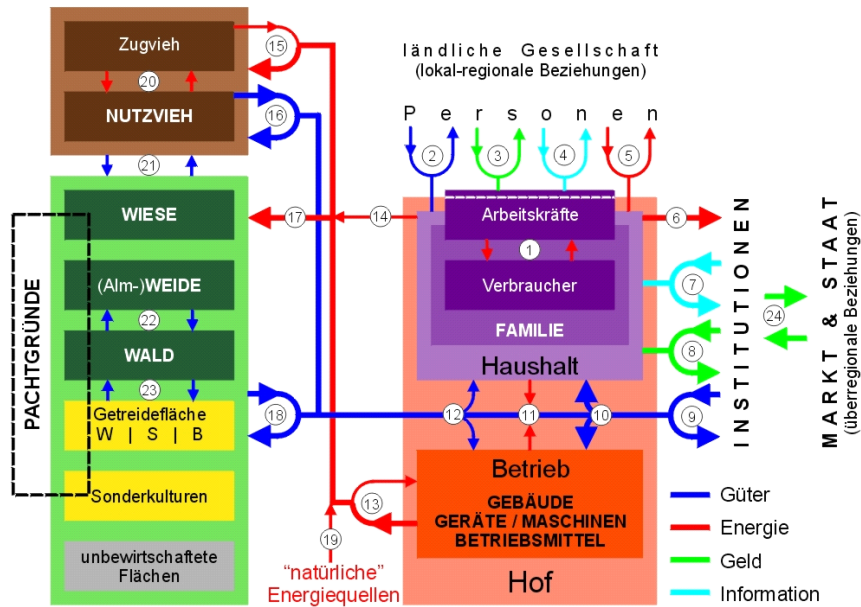 Zugvieh
20
NUTZVIEH
15
16
21
WIESE
(Alm-)WEIDE
22
WALD
23
Getreidefläche
W | S | B
Sonderkulturen
unbewirtschaftete
Flächen
PACHTGRÜNDE
17
14
18
19
"natürliche"
Energiequellen
13
ländliche Gesellschaft
(lokal-regionale Beziehungen)
Personen
2
3
4
5
Arbeitskräfte
1
Verbraucher
FAMILIE
Haushalt
6
7
8
9
12
11
10
Betrieb
GEBÄUDE
GERÄTE / MASCHINEN
BETRIEBSMITTEL
Hof
INSTITUTIONEN
24
MARKT & STAAT
(überregionale Beziehungen)
Güter
Energie
Geld
Information